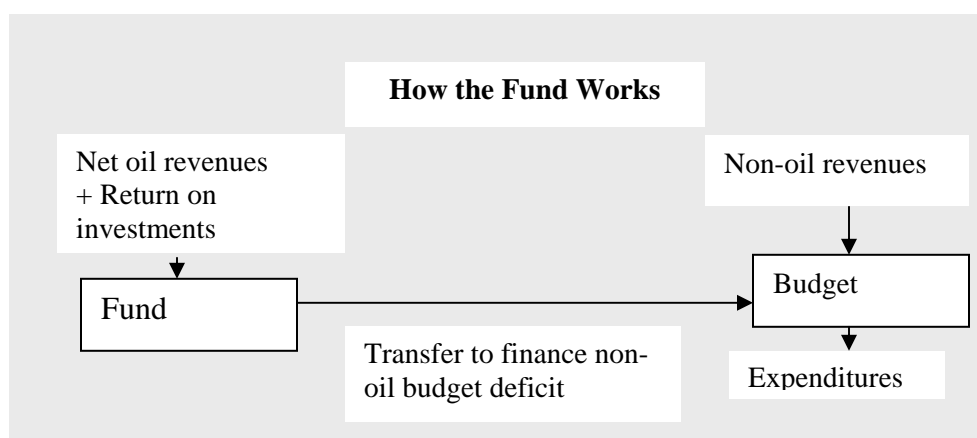 How the Fund Works
Net oil revenues
+ Return on
investments
Non-oil revenues
Fund
Budget
Transfer to finance non-
oil budget deficit
Expenditures